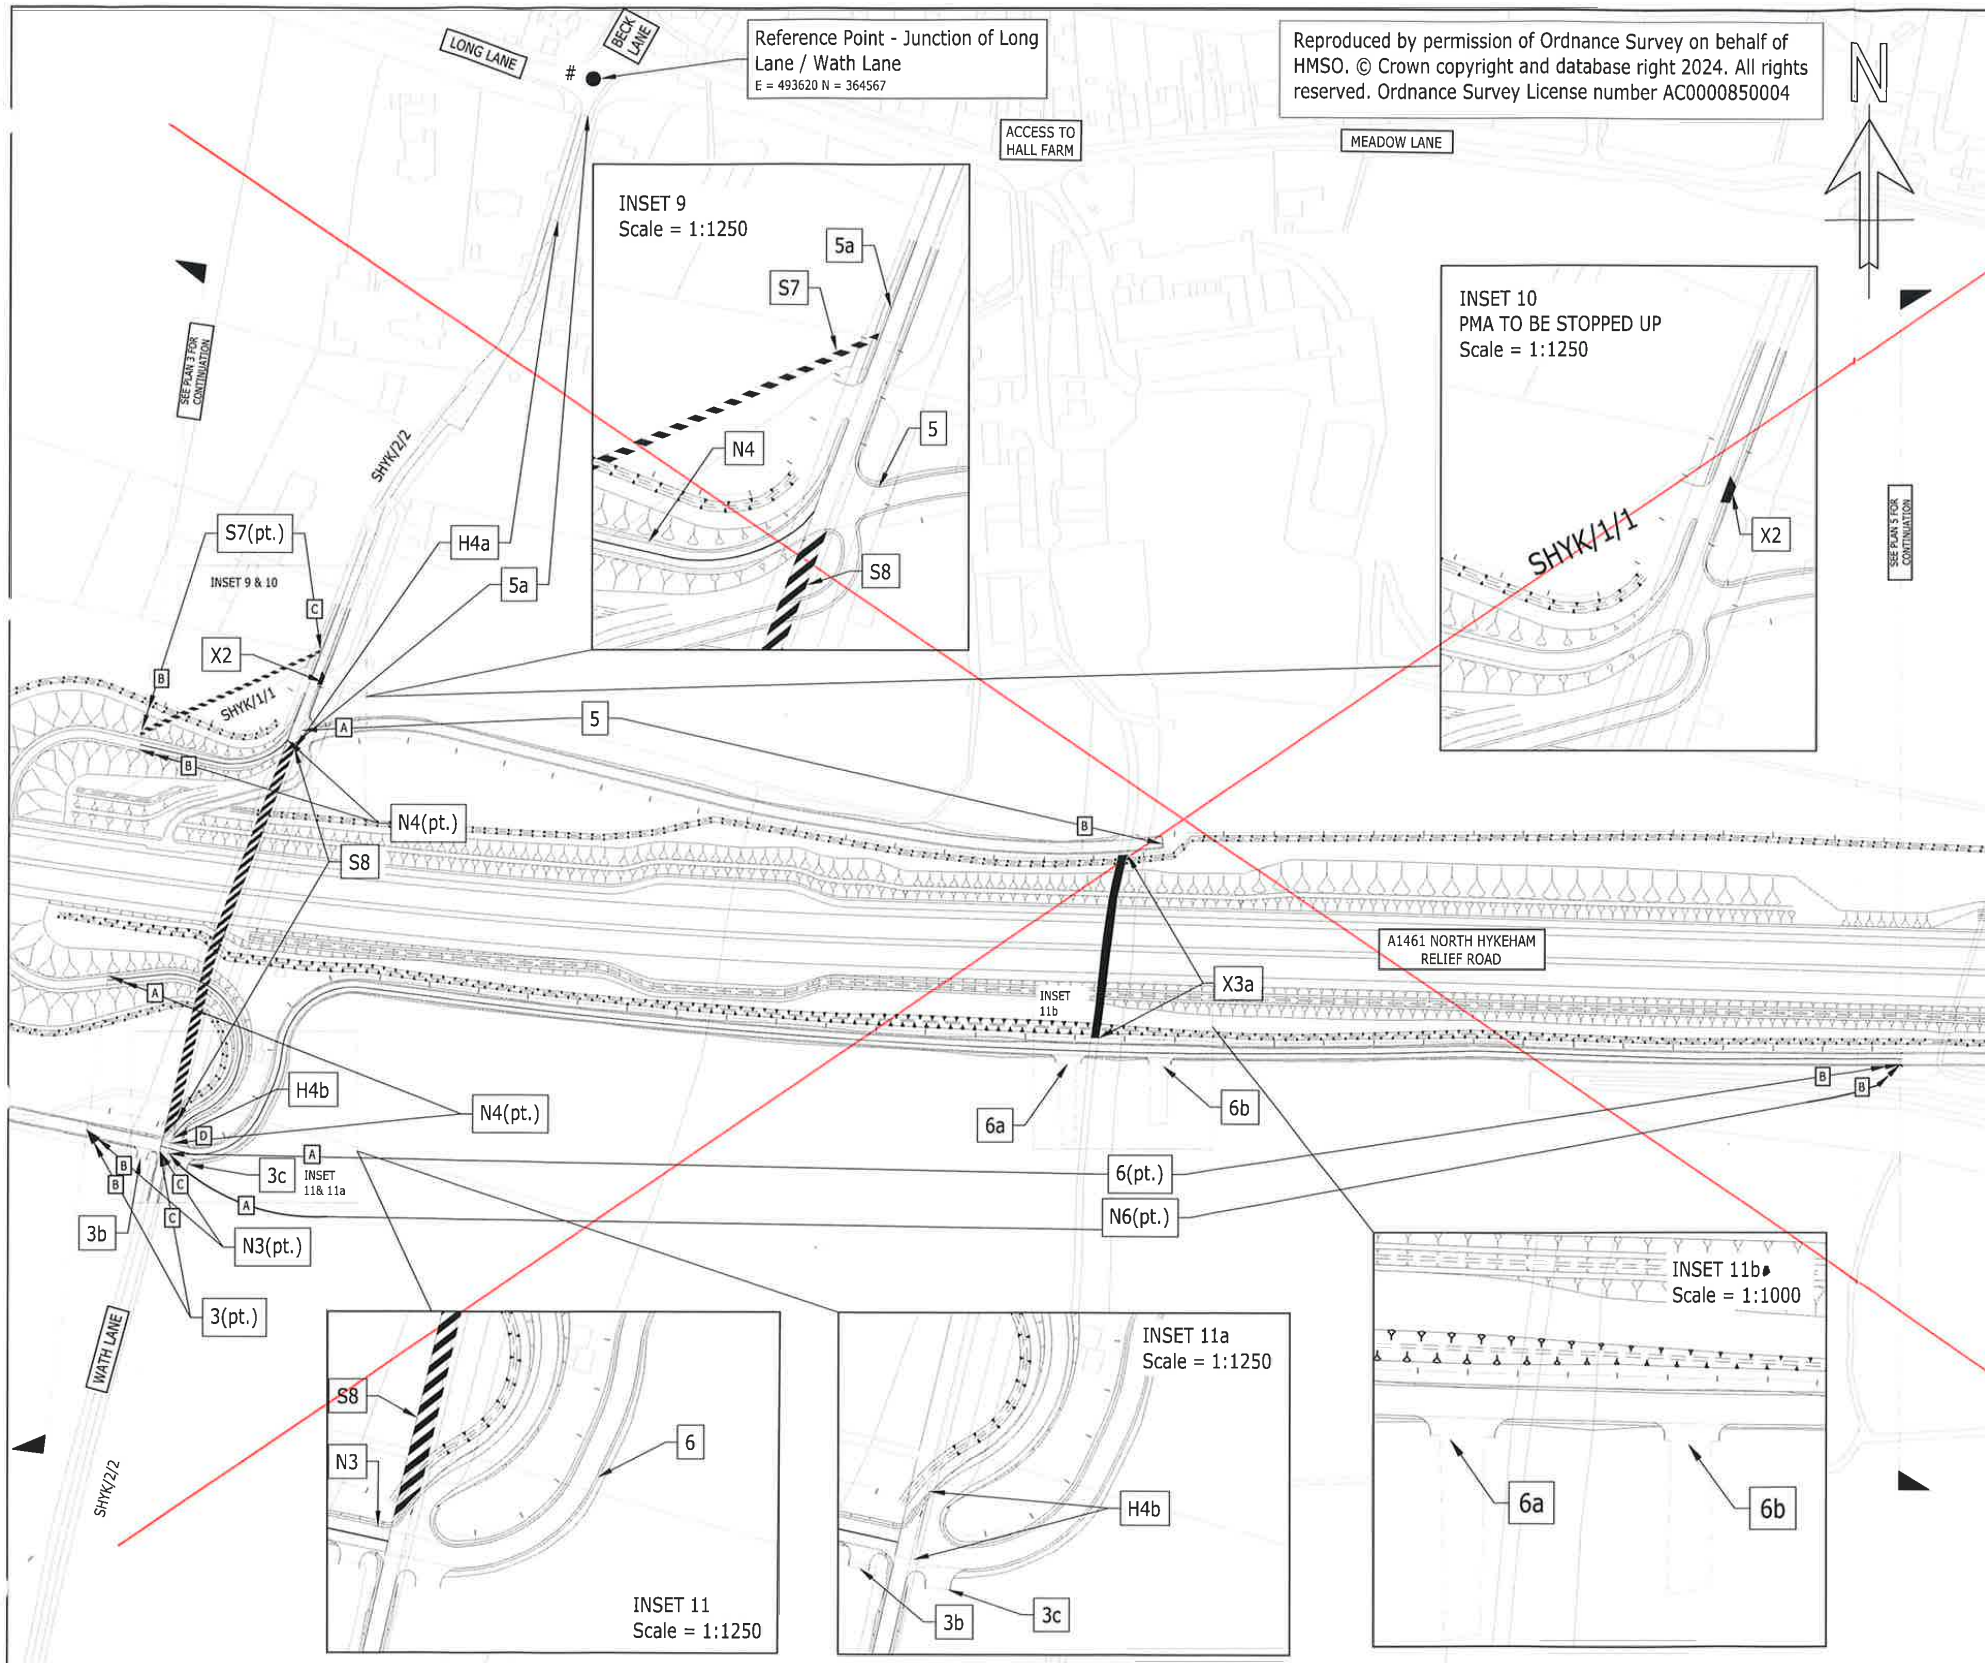 LONG LANE
BECK
LANE
#
Reference Point - Junction of Long
Lane / Wath Lane
E = 493620 N = 364567
Reproduced by permission of Ordnance Survey on behalf of
HMSO. © Crown copyright and database right 2024. All rights
reserved. Ordnance Survey License number AC0000850004
N
ACCESS TO
HALL FARM
MEADOW LANE
INSET 9
Scale = 1:1250
5a
S7
N4
5
S8
INSET 10
PMA TO BE STOPPED UP
Scale = 1:1250
SHYK/1/1
X2
SEE PLAN 3 FOR
CONTINUATION
SEE PLAN 5 FOR
CONTINUATION
SHYK/2/2
S7(pt.)
INSET 9 & 10
H4a
5a
C
X2
B
SHYK/1/1
A
5
B
N4(pt.)
B
S8
A1461 NORTH HYKEHAM
RELIEF ROAD
X3a
INSET
11b
A
H4b
N4(pt.)
6a
6b
B
B
D
A
3c
INSET
11& 11a
B
B
C
A
C
6(pt.)
N6(pt.)
3b
N3(pt.)
3(pt.)
WATH LANE
SHYK/2/2
S8
N3
6
INSET 11
Scale = 1:1250
INSET 11a
Scale = 1:1250
H4b
3b
3c
INSET 11b
Scale = 1:1000
6a
6b